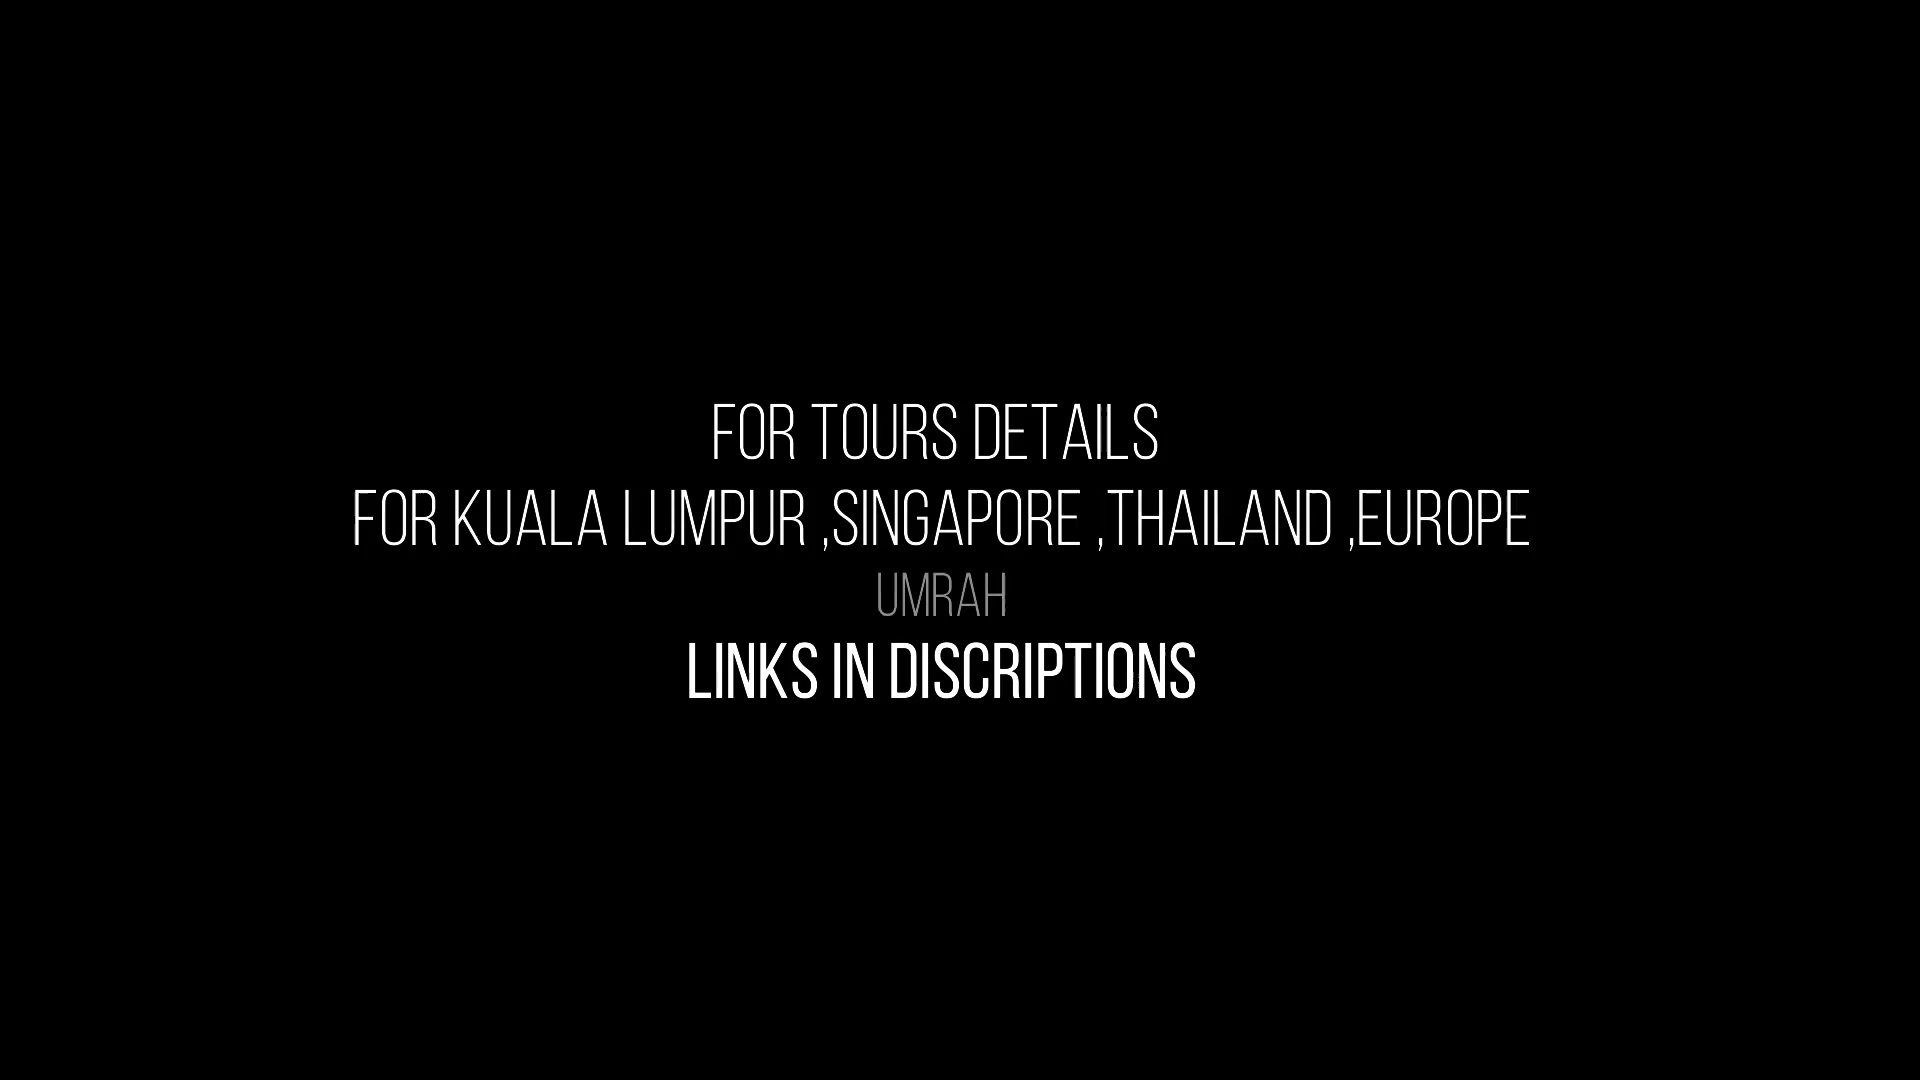 FOR TOURS DETAILS
FOR KUALA LUMPUR ,SINGAPORE ,THAILAND ,EUROPE
UMRAH
LINKS IN DISCRIPTIONS